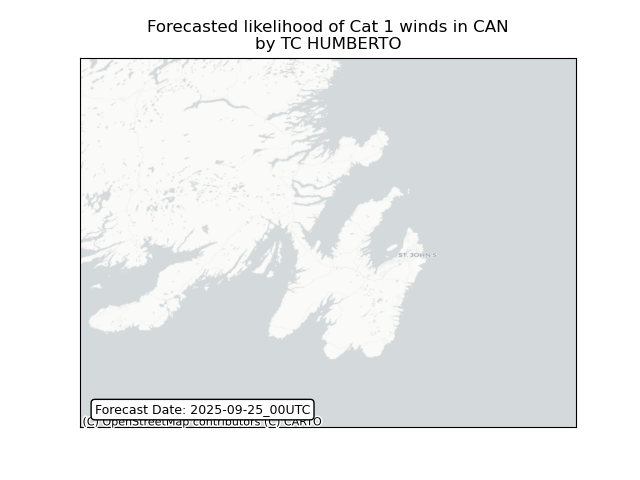 Forecasted likelihood of Cat 1 winds in CAN
by TC HUMBERTO
ST. JOHN'S
Forecast Date: 2025-09-25_00UTC
(C) OpenStreetMap contributors (C) CARTO